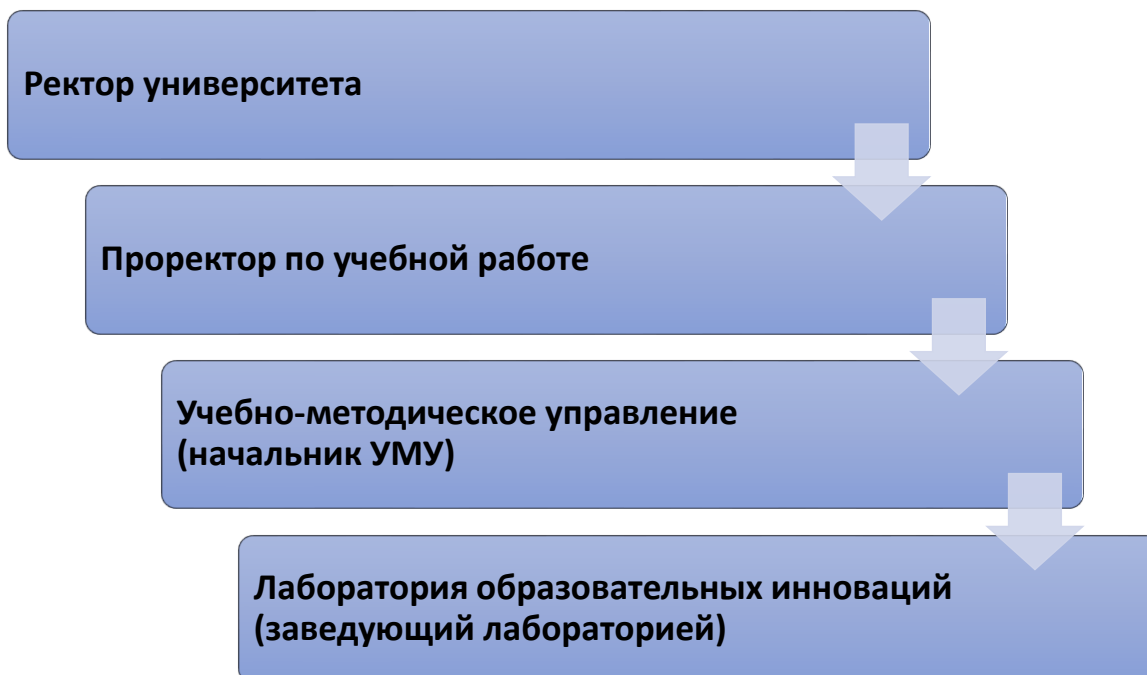 Ректор университета
Проректор по учебной работе
Учебно-методическое управление
(начальник УМУ)
Лаборатория образовательных инноваций
(заведующий лабораторией)